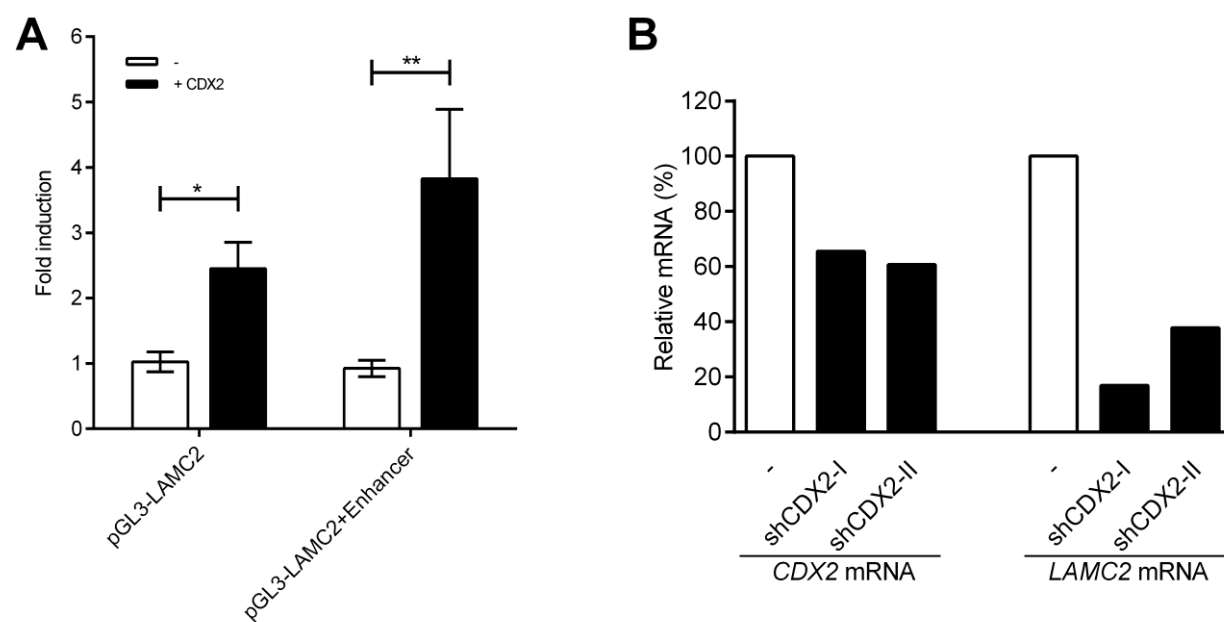 A
Fold induction
6
5
4
3
2
1
0
-
+ CDX2
*
**
pGL3-LAMC2
pGL3-LAMC2+Enhancer
B
Relative mRNA (%)
120
100
80
60
40
20
0
-
shCDX2-I
shCDX2-II
-
shCDX2-I
shCDX2-II
CDX2 mRNA
LAMC2 mRNA